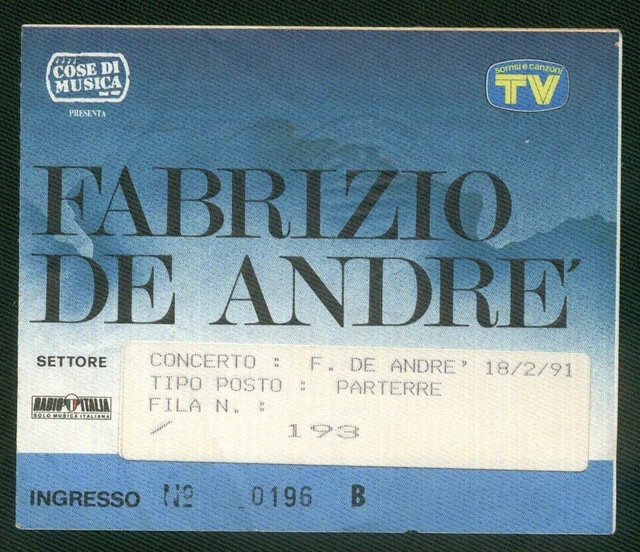 COSE DI
MUSICA
PRESENTA
sorrisi e canzoni
TV
FABRIZIO
DE ANDRE'
SETTORE
CONCERTO : F. DE ANDRE' 18/2/91
TIPO POSTO : PARTERRE
FILA N. :
/ 193
RADIO ITALIA
SOLO MUSICA ITALIANA
INGRESSO Nº 0196 B